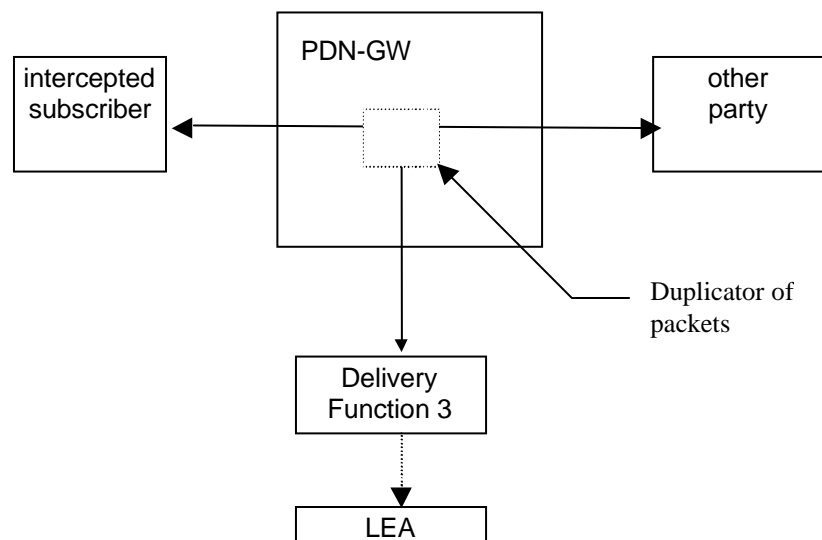 PDN-GW
intercepted
subscriber
other
party
Duplicator of
packets
Delivery
Function 3
LEA